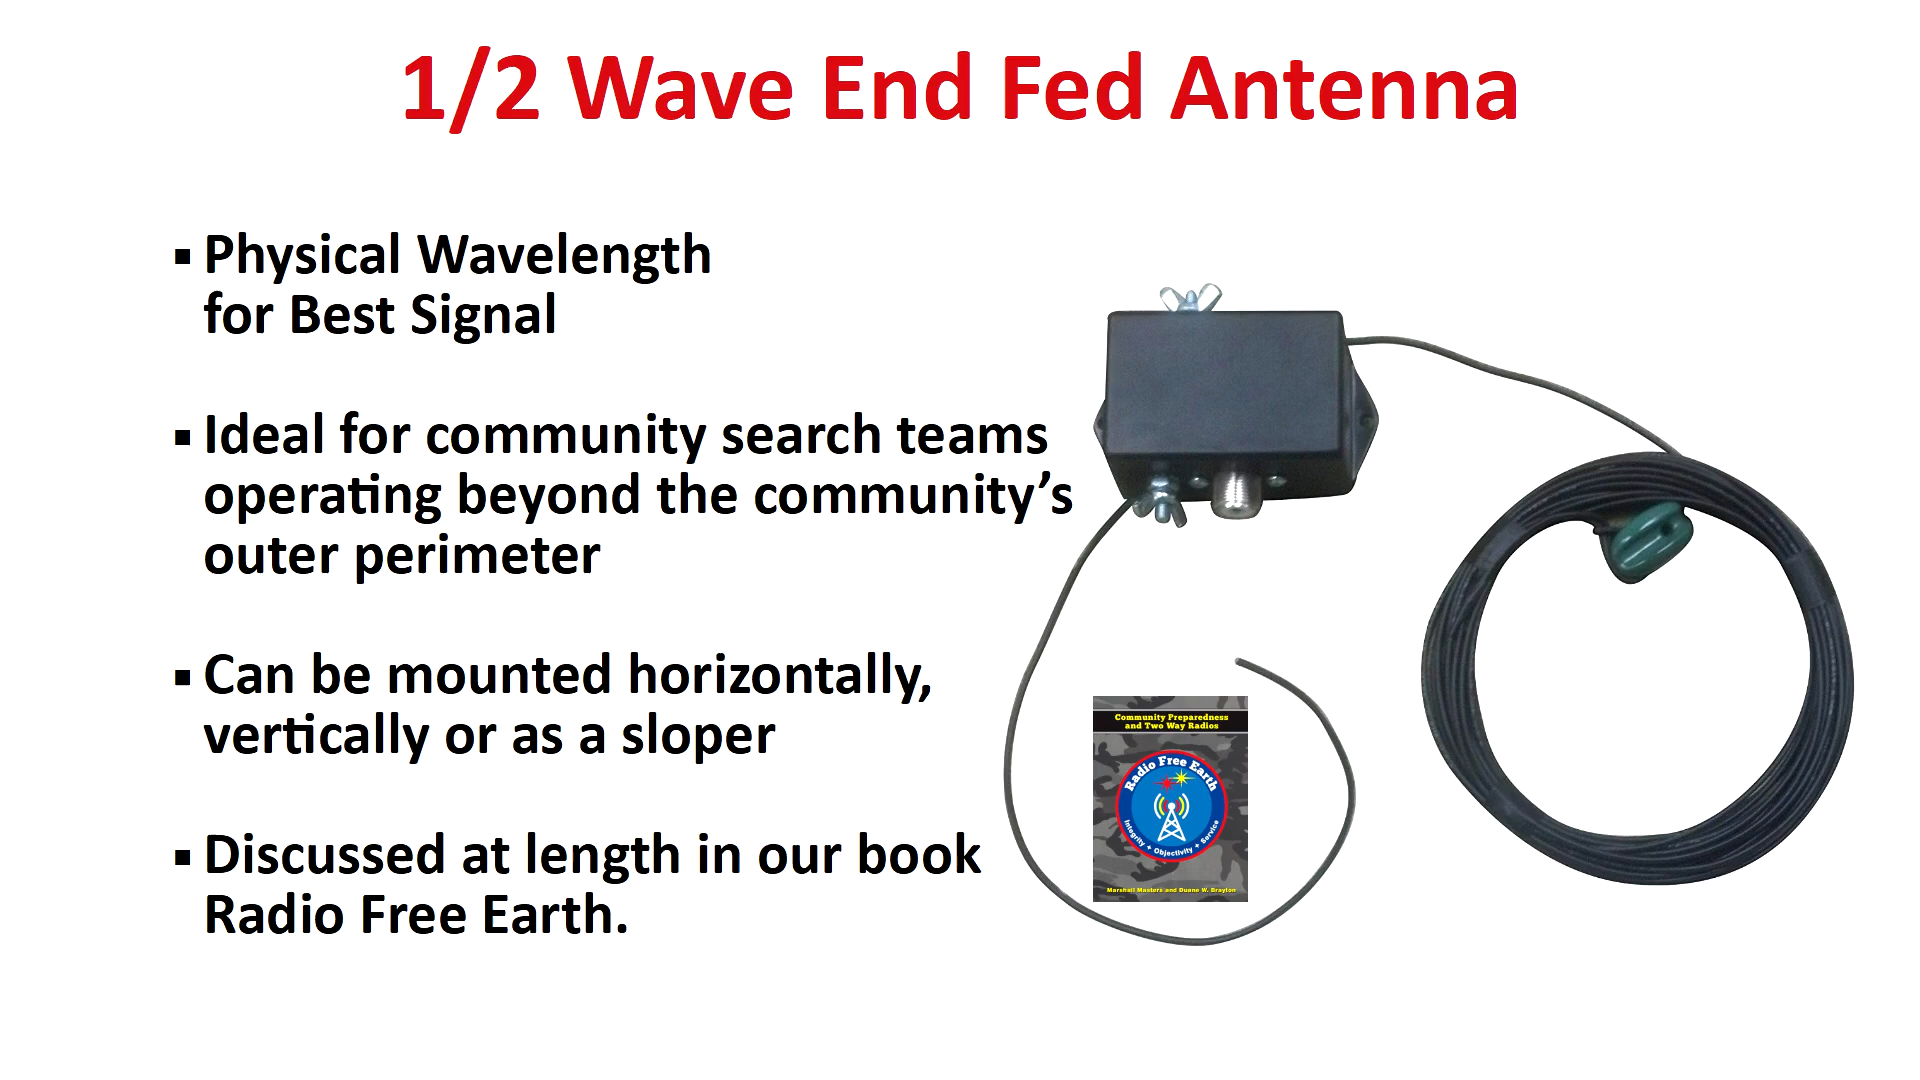 1/2 Wave End Fed Antenna
▪ Physical Wavelength
for Best Signal
▪ Ideal for community search teams
operating beyond the community’s
outer perimeter
▪ Can be mounted horizontally,
vertically or as a sloper
▪ Discussed at length in our book
Radio Free Earth.
Community Preparedness
and Two Way Radios
Radio Free Earth
Integrity + Objectivity + Service
Marshall Masters and Duane W. Brayton